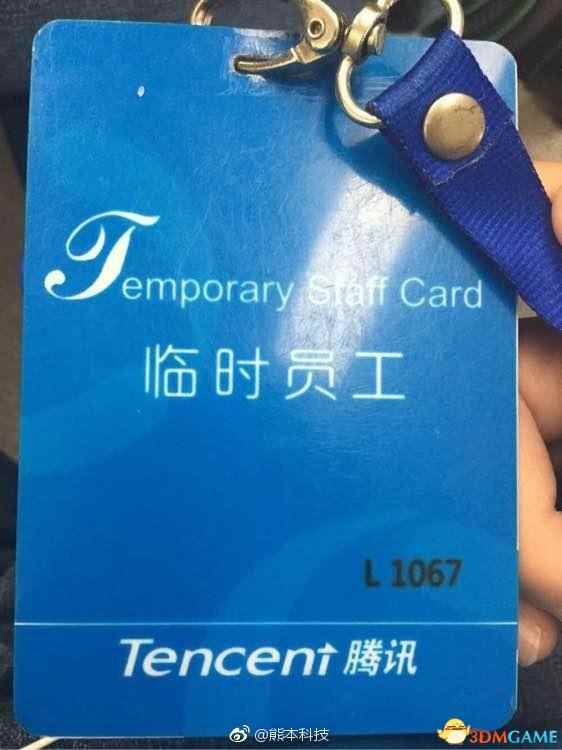 Temporary Staff Card
临时员工
L 1067
Tencent 腾讯
@熊本科技
3DMGAME